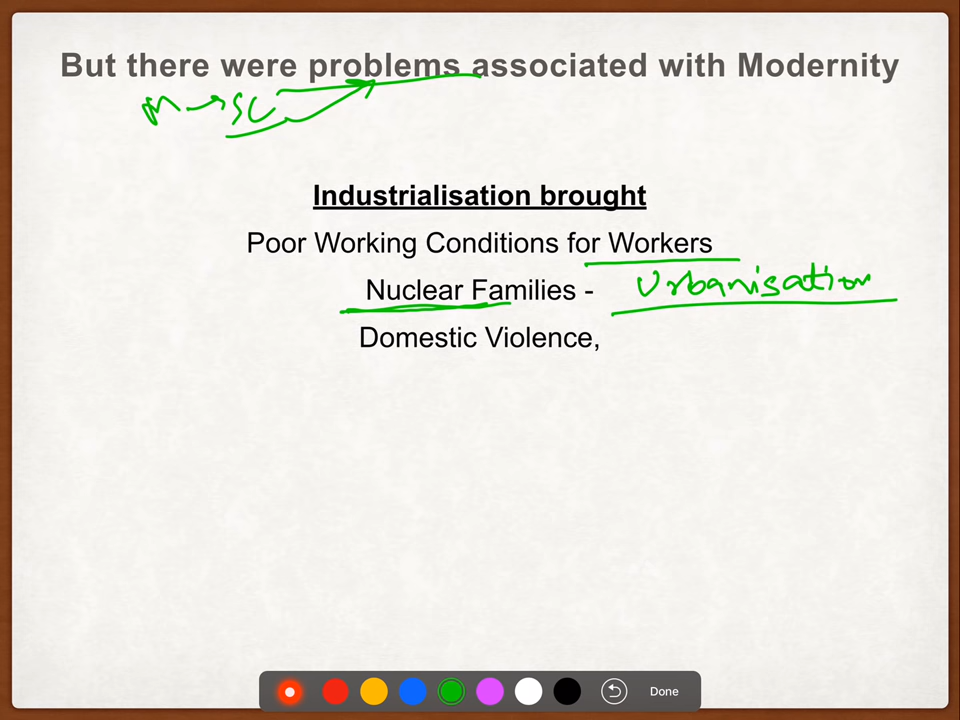 But there were problems associated with Modernity
M → SC
Industrialisation brought
Poor Working Conditions for Workers
Nuclear Families - Urbanisation
Domestic Violence,
Done